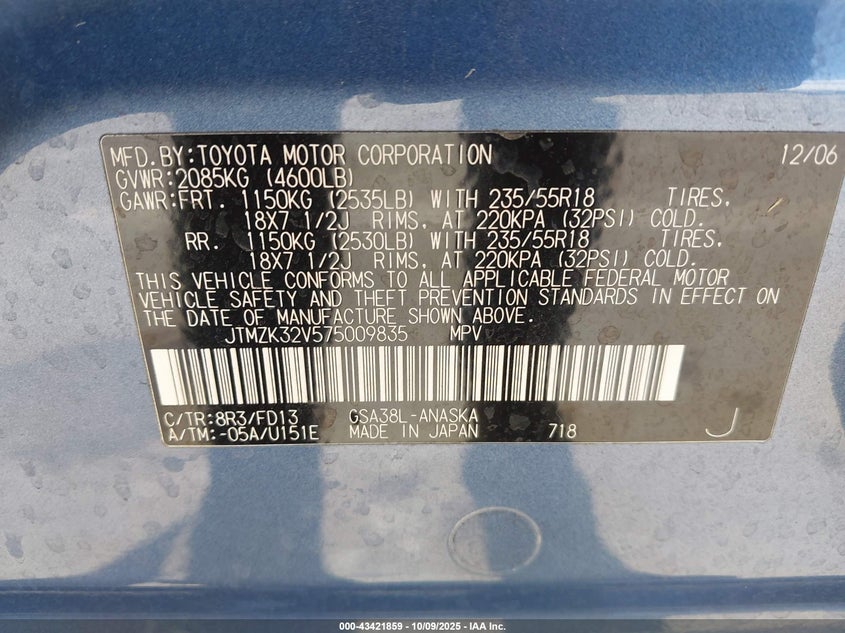 MFD.BY:TOYOTA MOTOR CORPORATION 12/06
GVWR:2085KG (4600LB)
GAWR:FRT. 1150KG (2535LB) WITH 235/55R18 TIRES,
18X7 1/2J RIMS, AT 220KPA (32PSI) COLD.
RR. 1150KG (2530LB) WITH 235/55R18 TIRES,
18X7 1/2J RIMS, AT 220KPA (32PSI) COLD.
THIS VEHICLE CONFORMS TO ALL APPLICABLE FEDERAL MOTOR
VEHICLE SAFETY AND THEFT PREVENTION STANDARDS IN EFFECT ON
THE DATE OF MANUFACTURE SHOWN ABOVE.
JTMZK32V575009835 MPV
C/TR:8R3/FD13 GSA38L-ANASKA
A/TM:-05A/U151E MADE IN JAPAN 718 J
000-43421859 - 10/09/2025 - IAA Inc.